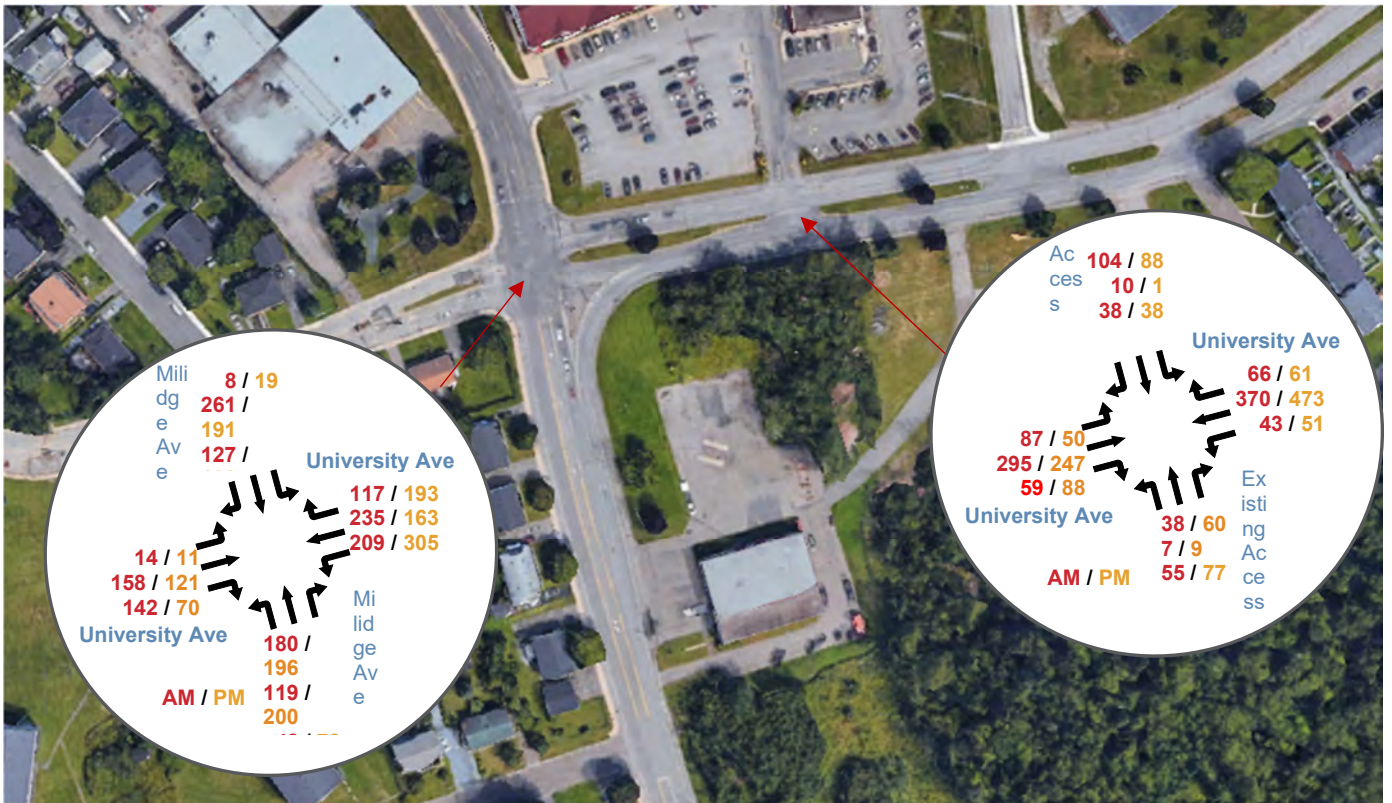 Mili
dg
e
Av
e
8 / 19
261 /
191
127 /
University Ave
117 / 193
235 / 163
209 / 305
14 / 11
158 / 121
142 / 70
University Ave
Mi
lid
ge
Av
e
180 /
196
119 /
200
AM / PM
Ac
ces
s
104 / 88
10 / 1
38 / 38
University Ave
66 / 61
370 / 473
43 / 51
87 / 50
295 / 247
59 / 88
University Ave
Ex
isti
ng
Ac
ce
ss
38 / 60
7 / 9
55 / 77
AM / PM